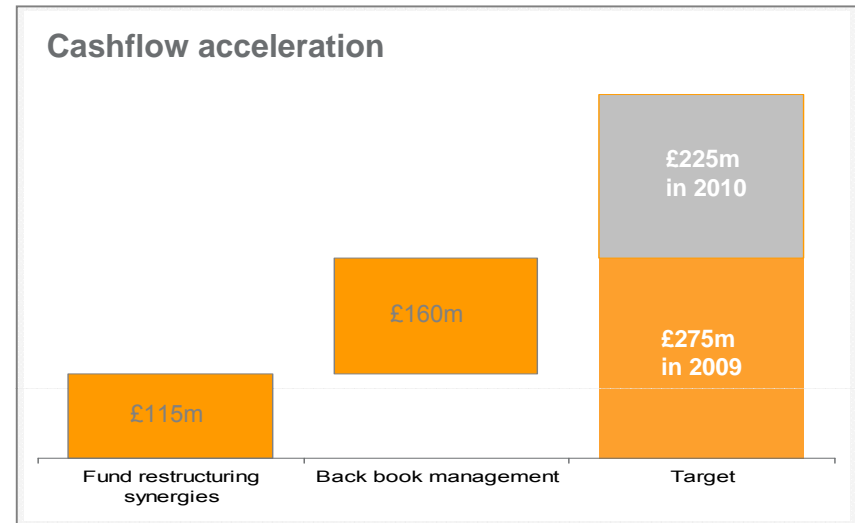 Cashflow acceleration
£225m
in 2010
£160m
£275m
in 2009
£115m
Fund restructuring
synergies
Back book management
Target